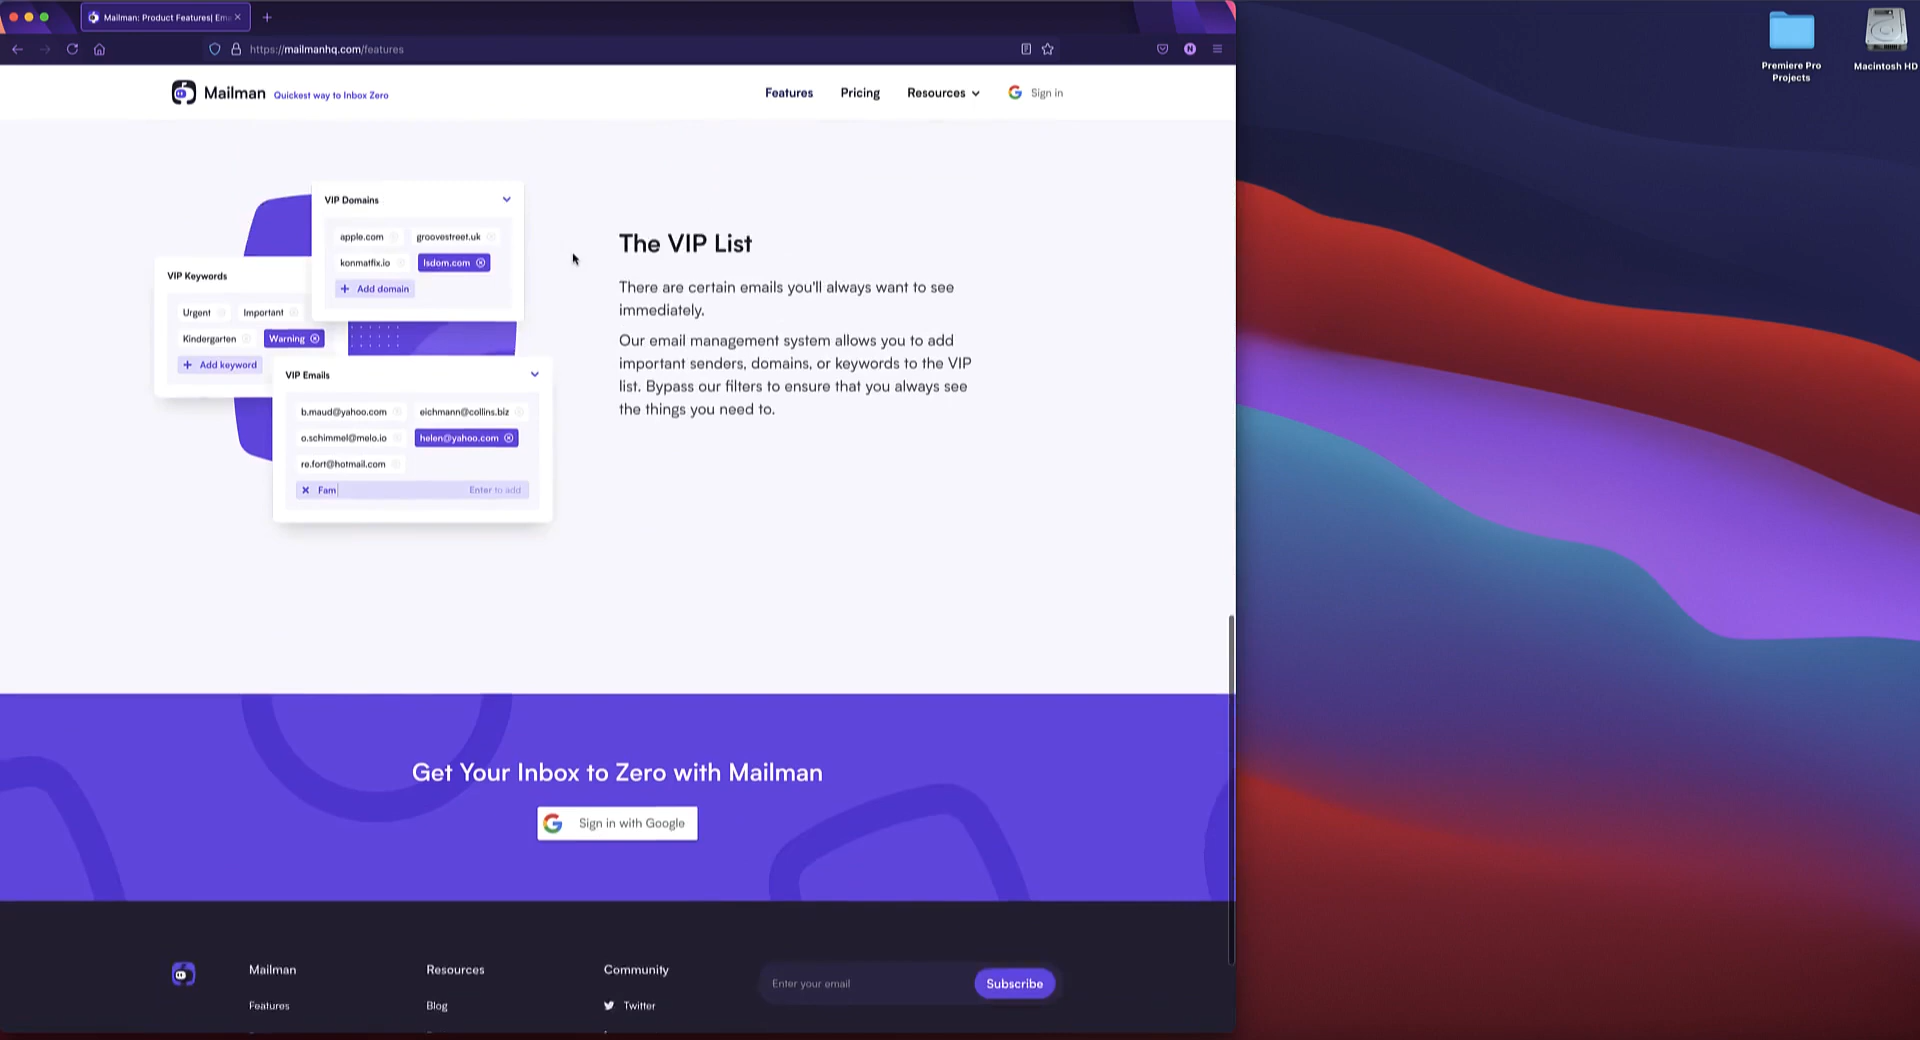 Mailman: Product Features| Ema
https://mailmanhq.com/features
Mailman Quickest way to Inbox Zero
Features
Pricing
Resources
Sign in
Premiere Pro
Projects
Macintosh HD
VIP Domains
apple.com
groovestreet.uk
konmatfix.io
lsdom.com
+ Add domain
VIP Keywords
Urgent
Important
Kindergarten
Warning
+ Add keyword
VIP Emails
b.maud@yahoo.com
eichmann@collins.biz
o.schimmel@melo.io
helen@yahoo.com
re.fort@hotmail.com
Fam
Enter to add
The VIP List
There are certain emails you'll always want to see
immediately.
Our email management system allows you to add
important senders, domains, or keywords to the VIP
list. Bypass our filters to ensure that you always see
the things you need to.
Get Your Inbox to Zero with Mailman
Sign in with Google
Mailman
Resources
Community
Enter your email
Subscribe
Features
Blog
Twitter